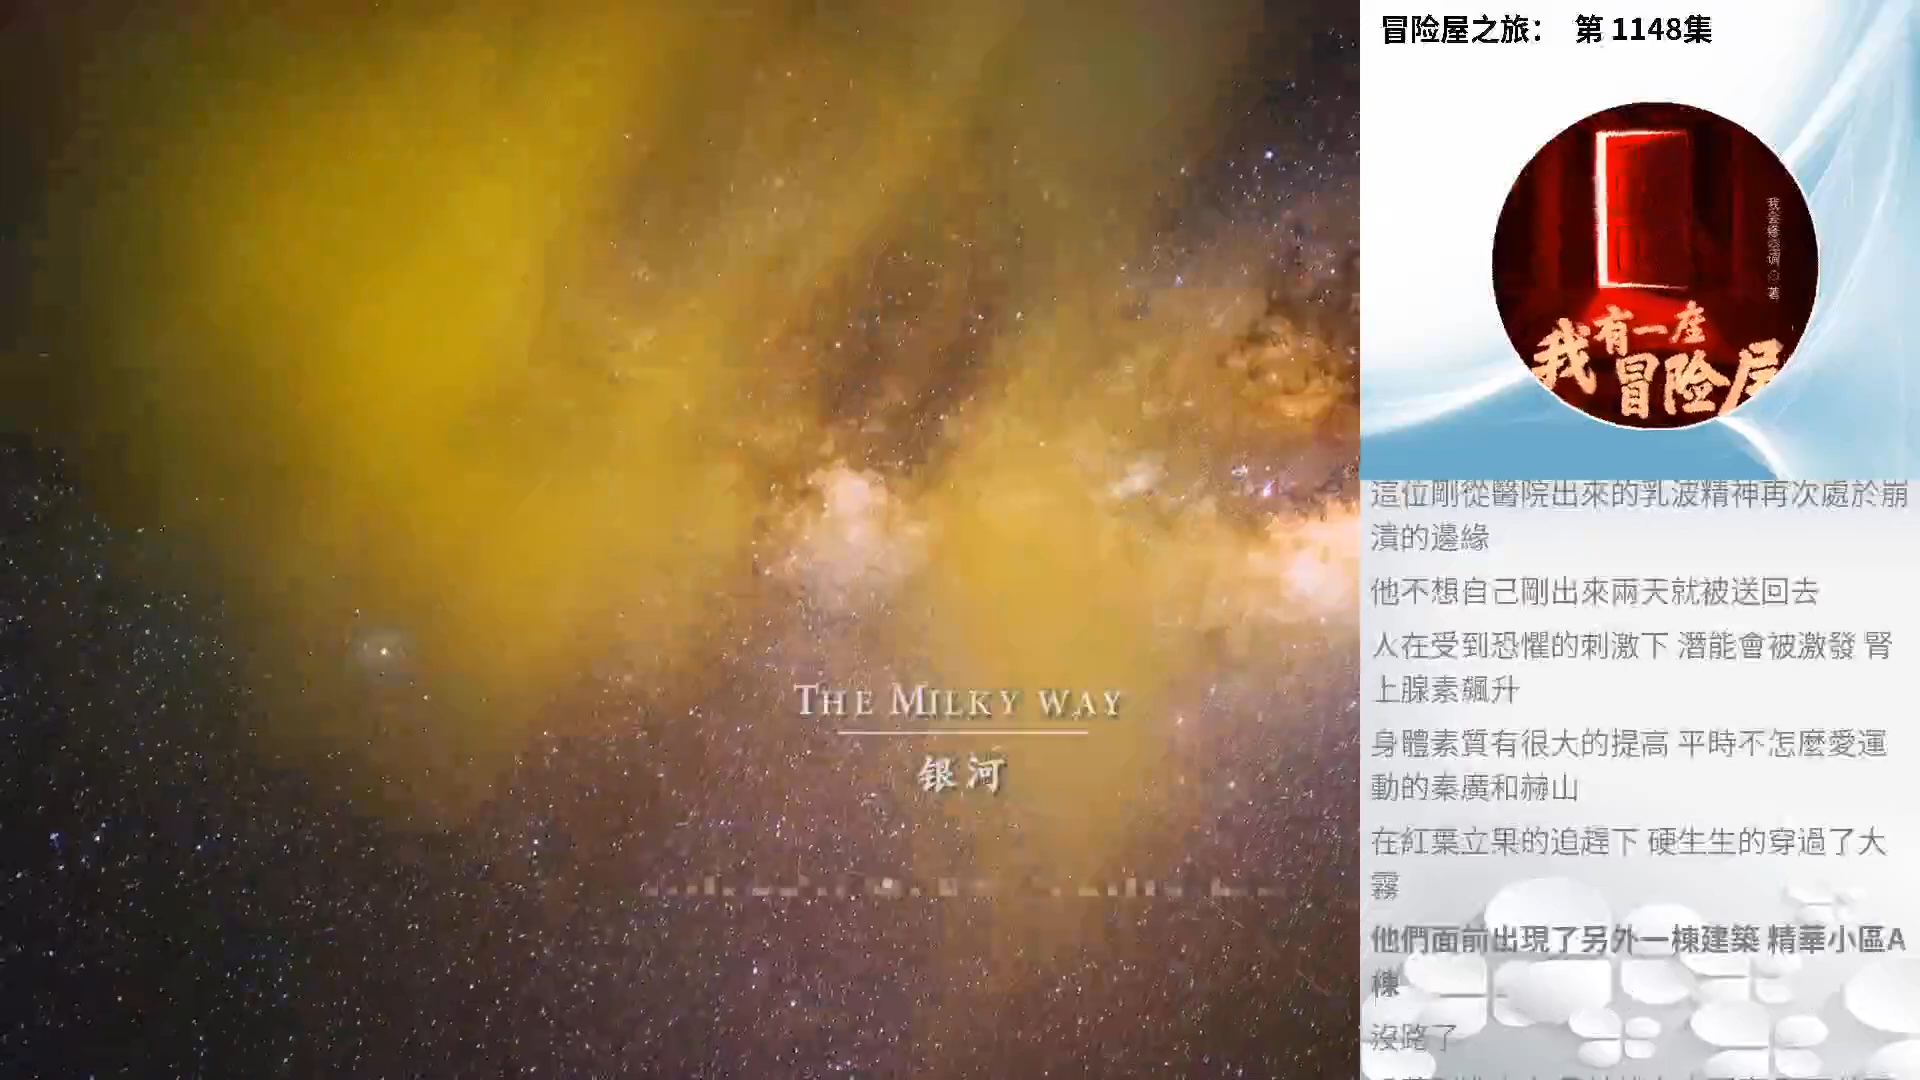 冒险屋之旅： 第 1148集
我有一座
冒险屋
THE MILKY WAY
银河
這位剛從醫院出來的乳波精神再次處於崩
潰的邊緣
他不想自己剛出來兩天就被送回去
人在受到恐懼的刺激下 潛能會被激發 腎
上腺素飆升
身體素質有很大的提高 平時不怎麼愛運
動的秦廣和赫山
在紅葉立果的追趕下 硬生生的穿過了大
霧
他們面前出現了另外一棟建築 精華小區A
棟
沒路了